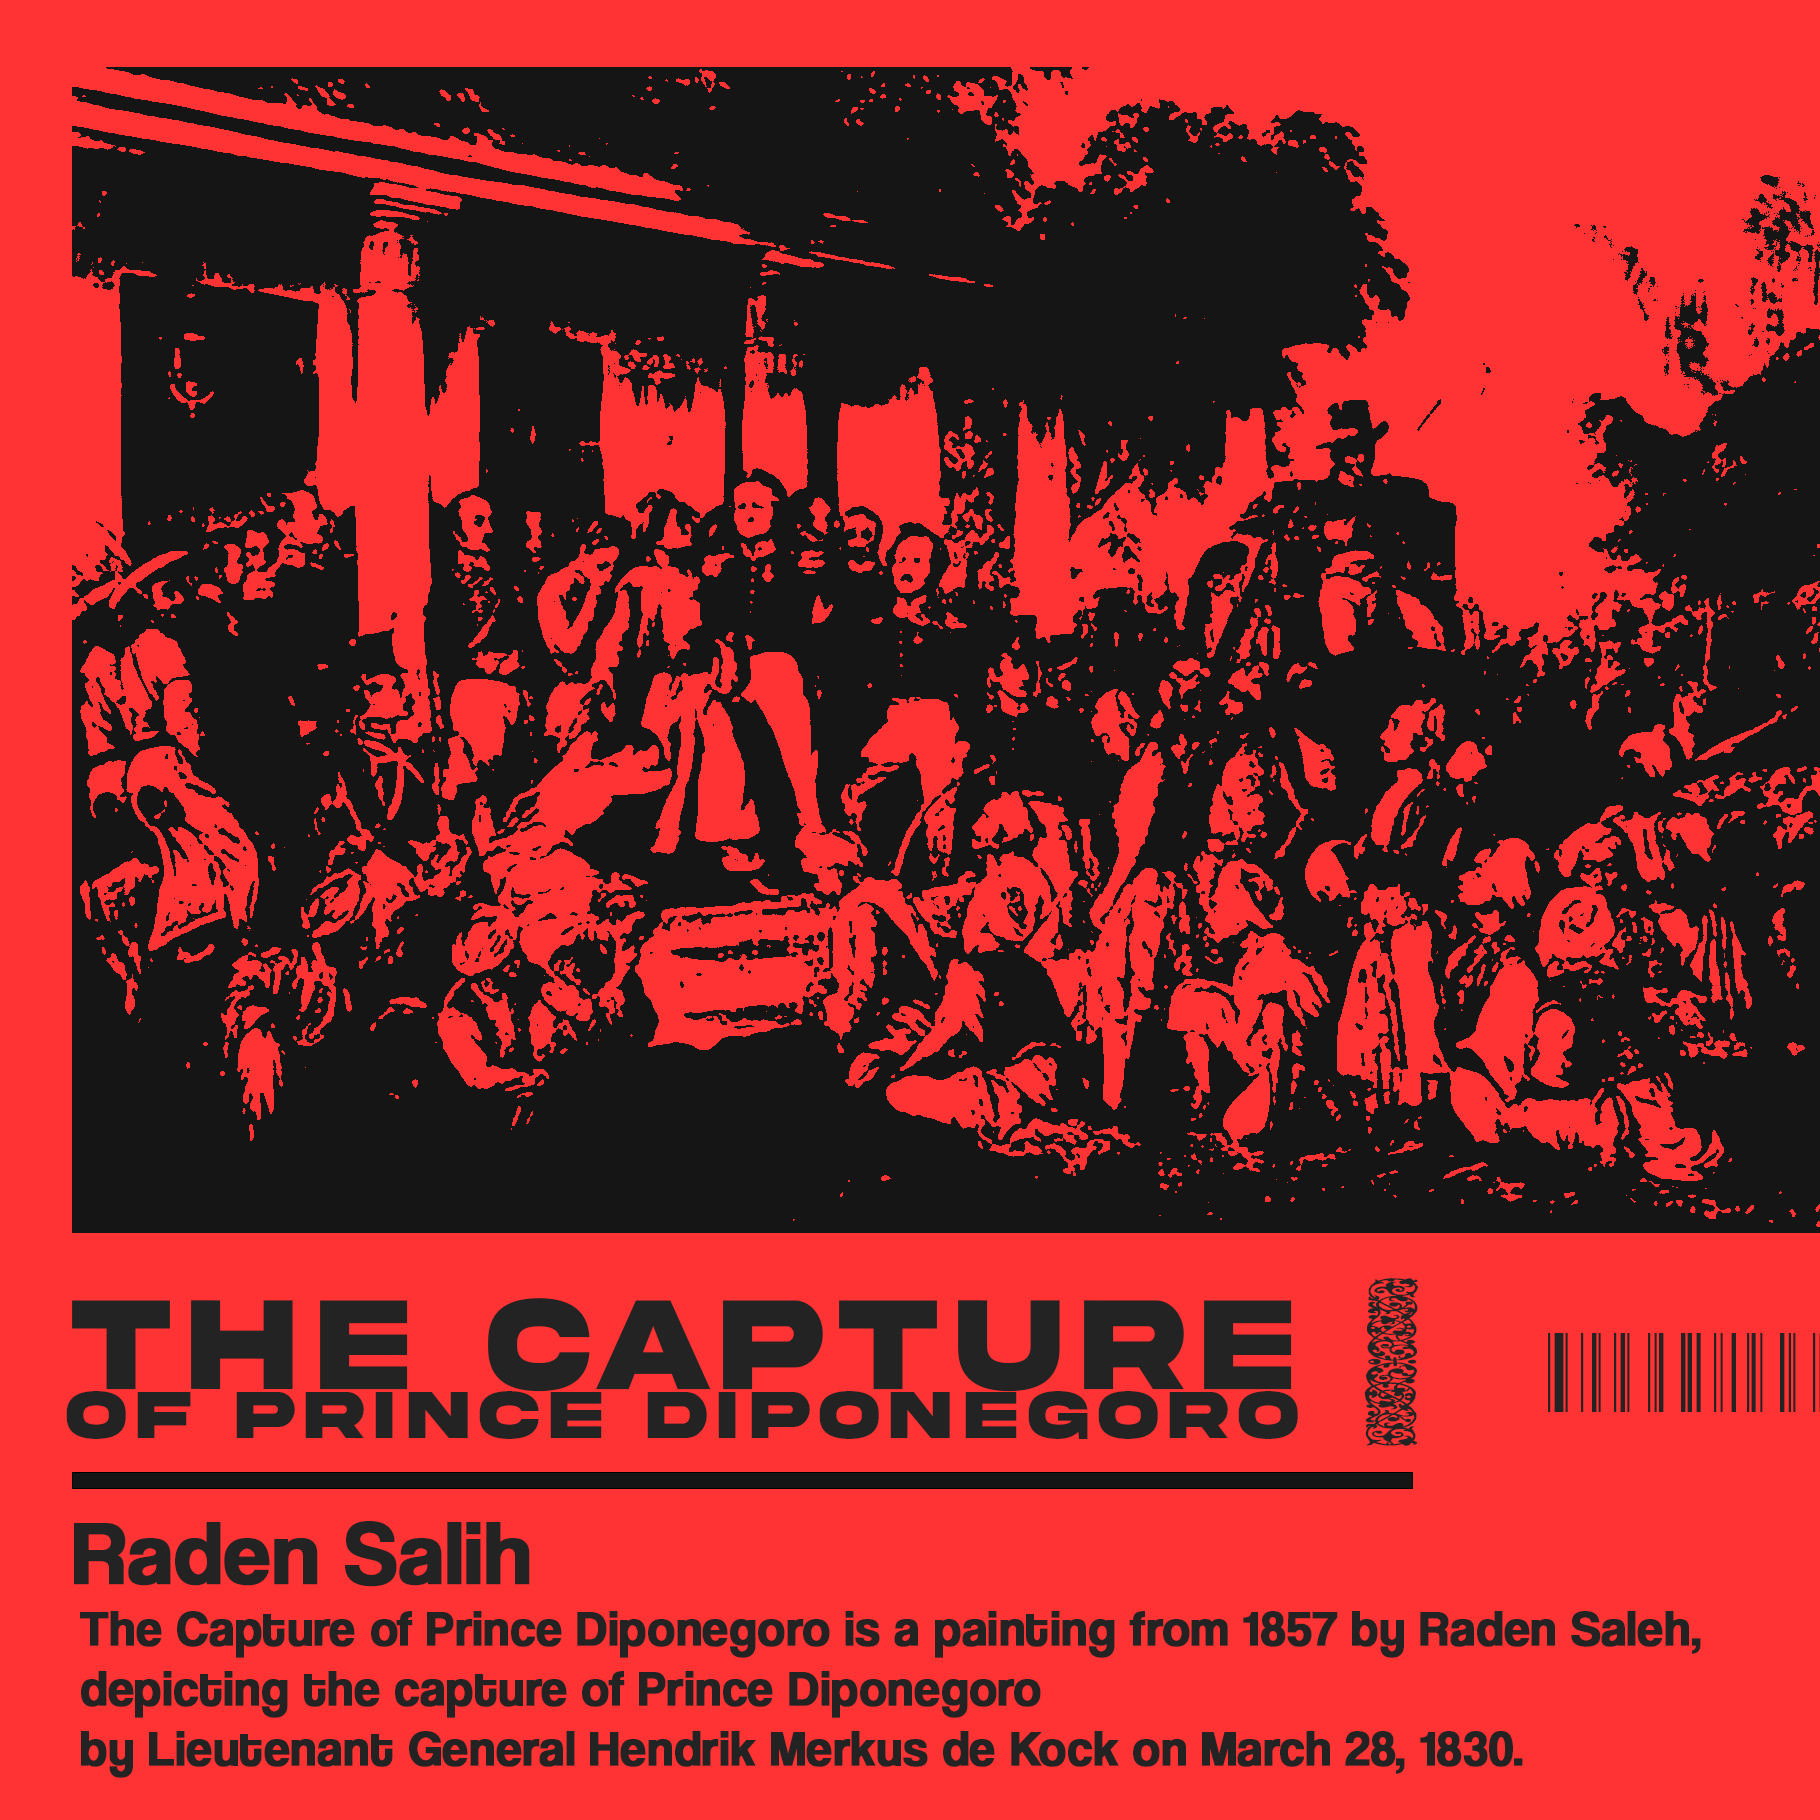 THE CAPTURE
OF PRINCE DIPONEGORO
Raden Salih
The Capture of Prince Diponegoro is a painting from 1857 by Raden Saleh,
depicting the capture of Prince Diponegoro
by Lieutenant General Hendrik Merkus de Kock on March 28, 1830.